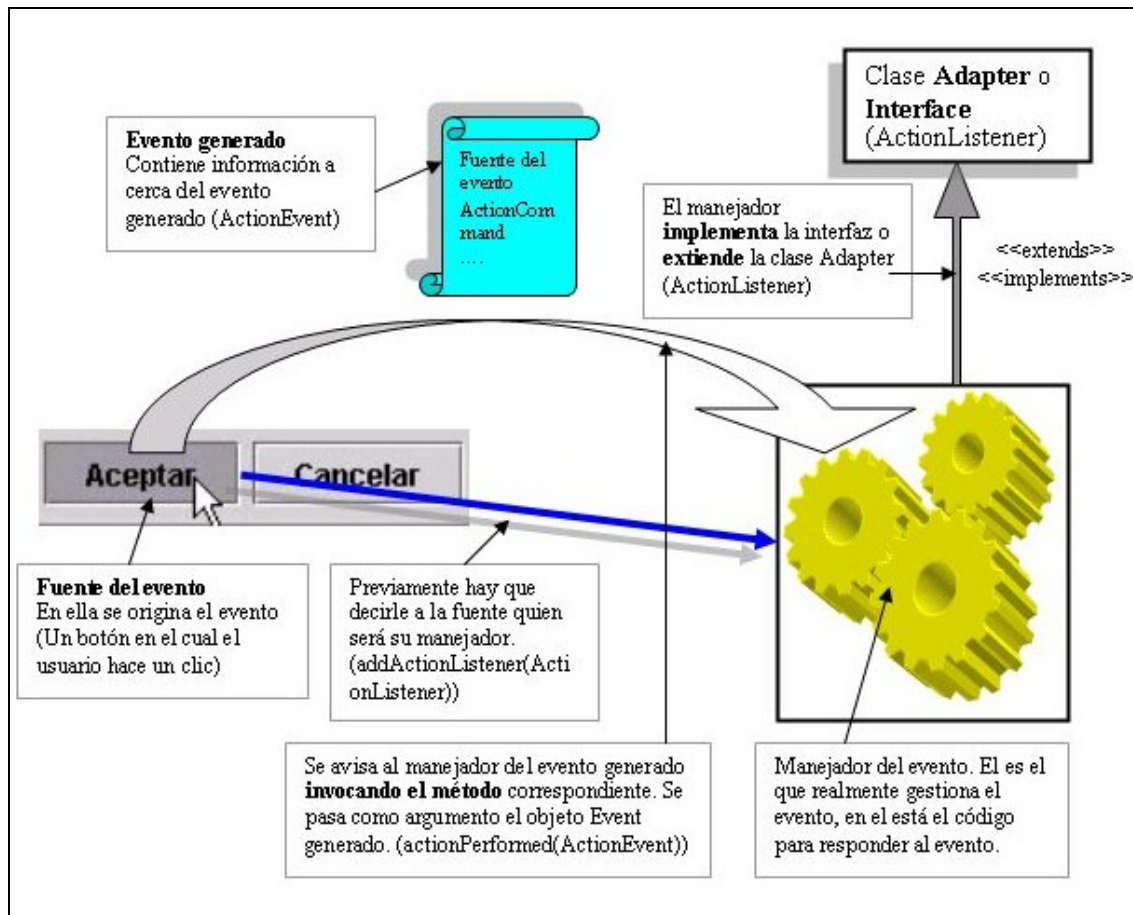 Clase Adapter o
Interface
(ActionListener)
Evento generado
Contiene información a
cerca del evento
generado (ActionEvent)
Fuente del
evento
ActionCom
mand
....
El manejador
implementa la interfaz o
extiende la clase Adapter
(ActionListener)
<<extends>>
<<implements>>
Aceptar
Cancelar
Fuente del evento
En ella se origina el evento
(Un botón en el cual el
usuario hace un clic)
Previamente hay que
decirle a la fuente quien
será su manejador.
(addActionListener(Acti
onListener))
Se avisa al manejador del evento generado
invocando el método correspondiente. Se
pasa como argumento el objeto Event
generado. (actionPerformed(ActionEvent))
Manejador del evento. El es el
que realmente gestiona el
evento, en el está el código
para responder al evento.